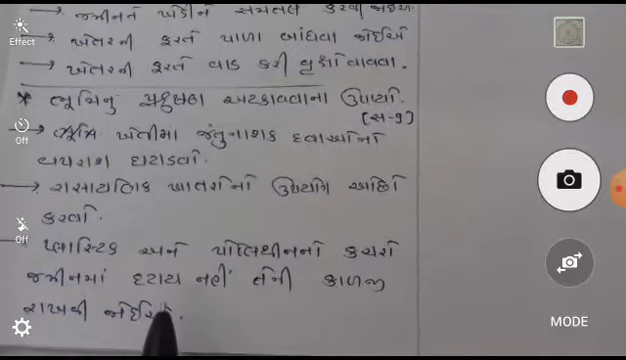 → જમીનને ખેડીને સમતલ કરવી જોઈએ.
→ ખેતરની ફરતે પાળા બાંધવા જોઈએ
→ ખેતરની ફરતે વાડ કરી વૃક્ષો વાવવા.
* ભૂમિનુ પ્રદુષણ અટકાવવાના ઉપાયો.
[સ-૭]
→ ભૂમિ ખેતીમા જંતુનાશક દવાઓનો
વપરાશ ઘટાડવો.
→ રાસાયણિક ખાતરોનો ઉપયોગ ઓછો
કરવો.
→ પ્લાસ્ટિક અને પોલિથીનનો કચરો
જમીનમાં દટાય નહીં તેની કાળજી
રાખવી જોઈએ.
Effect
Off
Off
MODE